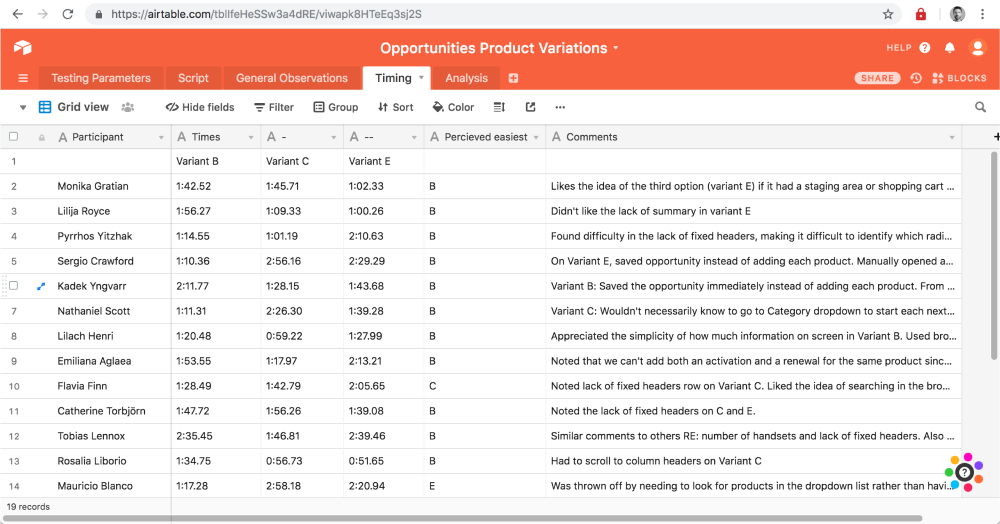 https://airtable.com/tbllfeHeSSw3a4dRE/viwapk8HTeEq3sj2S
Opportunities Product Variations
HELP
Testing Parameters Script General Observations Timing Analysis
SHARE BLOCKS
Grid view Hide fields Filter Group Sort Color
Participant Times - -- Percieved easiest Comments
1 Variant B Variant C Variant E
2 Monika Gratian 1:42.52 1:45.71 1:02.33 B Likes the idea of the third option (variant E) if it had a staging area or shopping cart ...
3 Lilija Royce 1:56.27 1:09.33 1:00.26 B Didn't like the lack of summary in variant E
4 Pyrrhos Yitzhak 1:14.55 1:01.19 2:10.63 B Found difficulty in the lack of fixed headers, making it difficult to identify which radi...
5 Sergio Crawford 1:10.36 2:56.16 2:29.29 B On Variant E, saved opportunity instead of adding each product. Manually opened a...
Kadek Yngvarr 2:11.77 1:28.15 1:43.68 B Variant B: Saved the opportunity immediately instead of adding each product. From ...
7 Nathaniel Scott 1:11.31 2:26.30 1:39.28 B Variant C: Wouldn't necessarily know to go to Category dropdown to start each next...
8 Lilach Henri 1:20.48 0:59.22 1:27.99 B Appreciated the simplicity of how much information on screen in Variant B. Used bro...
9 Emiliana Aglaea 1:53.55 1:17.97 2:13.21 B Noted that we can't add both an activation and a renewal for the same product sinc...
10 Flavia Finn 1:28.49 1:42.79 2:05.65 C Noted lack of fixed headers row on Variant C. Liked the idea of searching in the bro...
11 Catherine Torbjörn 1:47.72 1:56.26 1:39.08 B Noted the lack of fixed headers on C and E.
12 Tobias Lennox 2:35.45 1:46.81 2:39.46 B Similar comments to others RE: number of handsets and lack of fixed headers. Also ...
13 Rosalia Liborio 1:34.75 0:56.73 0:51.65 B Had to scroll to column headers on Variant C
14 Mauricio Blanco 1:17.28 2:58.18 2:20.94 E Was thrown off by needing to look for products in the dropdown list rather than havi...
19 records